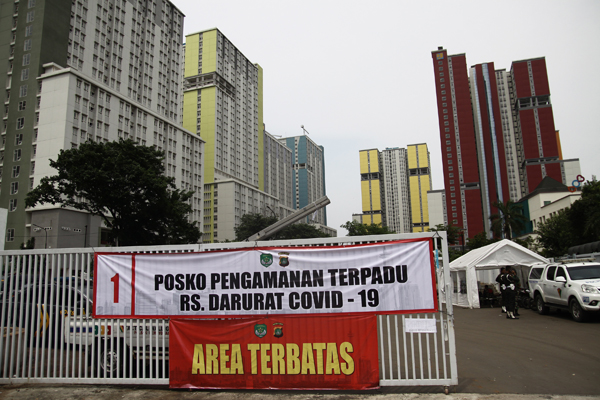 1
POSKO PENGAMANAN TERPADU
RS. DARURAT COVID - 19
AREA TERBATAS